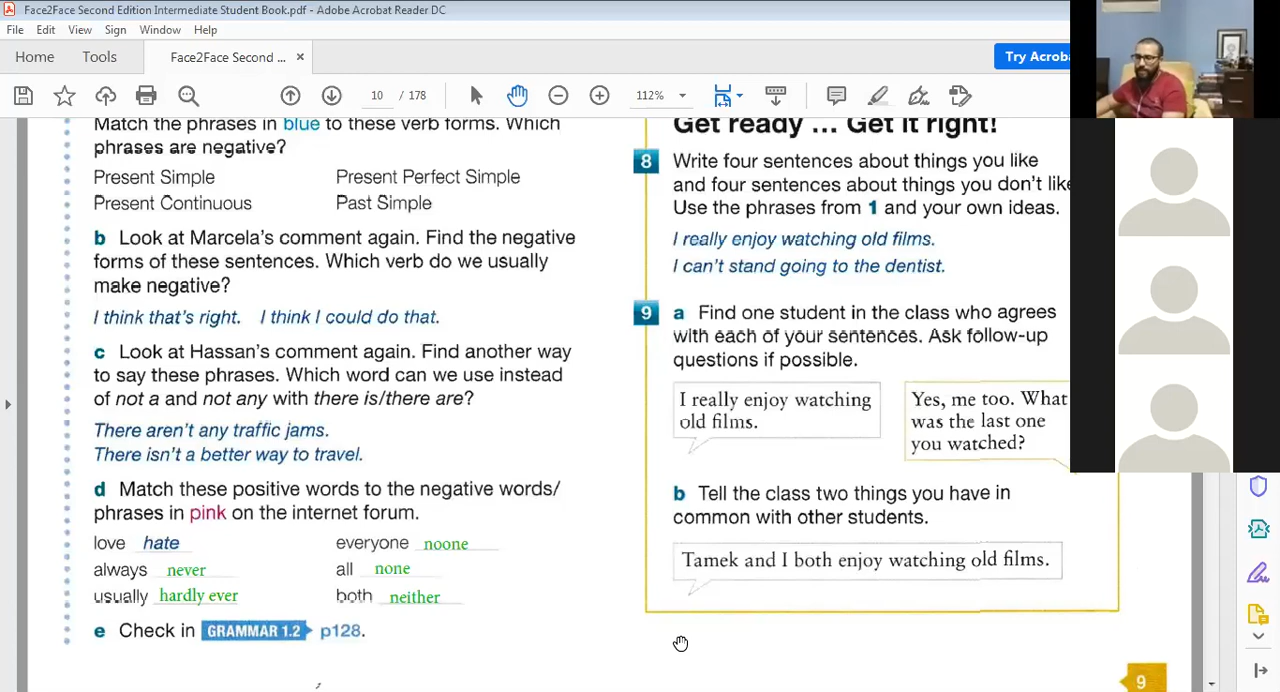 Face2Face Second Edition Intermediate Student Book.pdf - Adobe Acrobat Reader DC
File Edit View Sign Window Help
Home Tools Face2Face Second ... × Try Acroba
10 / 178 112%
Match the phrases in blue to these verb forms. Which
phrases are negative?
Present Simple Present Perfect Simple
Present Continuous Past Simple
b Look at Marcela's comment again. Find the negative
forms of these sentences. Which verb do we usually
make negative?
I think that's right. I think I could do that.
c Look at Hassan's comment again. Find another way
to say these phrases. Which word can we use instead
of not a and not any with there is/there are?
There aren't any traffic jams.
There isn't a better way to travel.
d Match these positive words to the negative words/
phrases in pink on the internet forum.
love hate everyone noone
always never all none
usually hardly ever both neither
e Check in GRAMMAR 1.2 p128.
Get ready ... Get it right!
8 Write four sentences about things you like
and four sentences about things you don't like
Use the phrases from 1 and your own ideas.
I really enjoy watching old films.
I can't stand going to the dentist.
9 a Find one student in the class who agrees
with each of your sentences. Ask follow-up
questions if possible.
I really enjoy watching
old films.
Yes, me too. What
was the last one
you watched?
b Tell the class two things you have in
common with other students.
Tamek and I both enjoy watching old films.
9